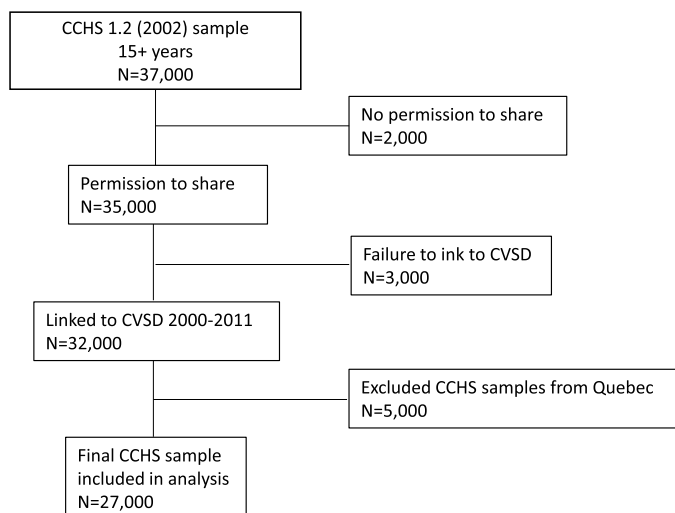 CCHS 1.2 (2002) sample
15+ years
N=37,000
No permission to share
N=2,000
Permission to share
N=35,000
Failure to ink to CVSD
N=3,000
Linked to CVSD 2000-2011
N=32,000
Excluded CCHS samples from Quebec
N=5,000
Final CCHS sample
included in analysis
N=27,000